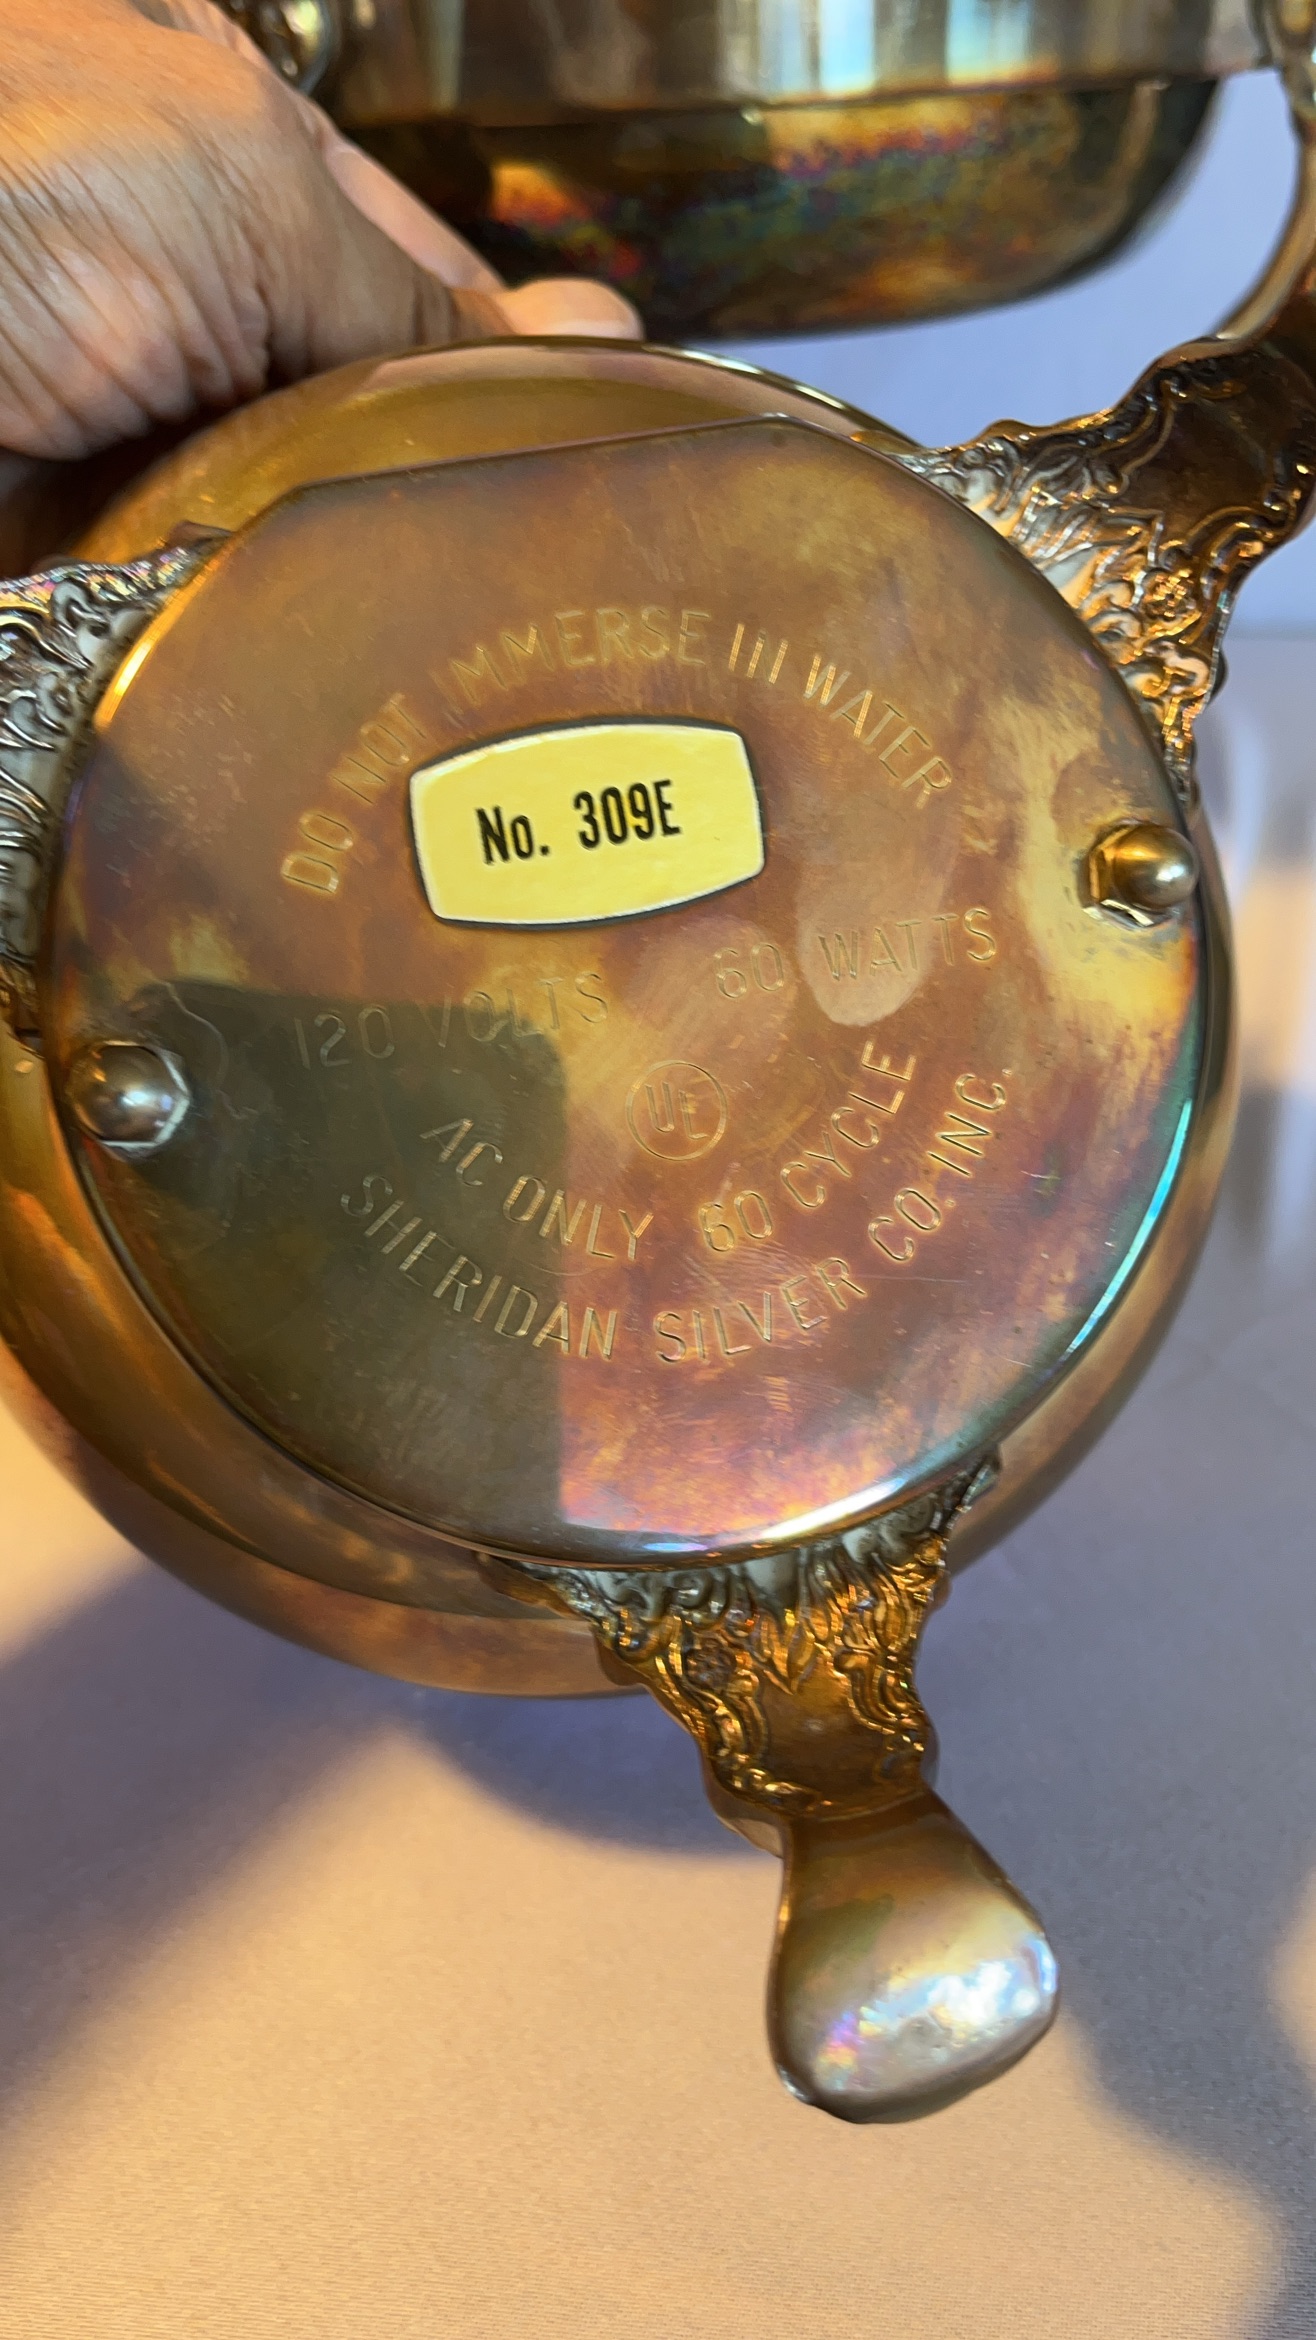 DO NOT IMMERSE IN WATER
No. 309E
120 VOLTS 60 WATTS
UL
AC ONLY 60 CYCLE
SHERIDAN SILVER CO. INC.